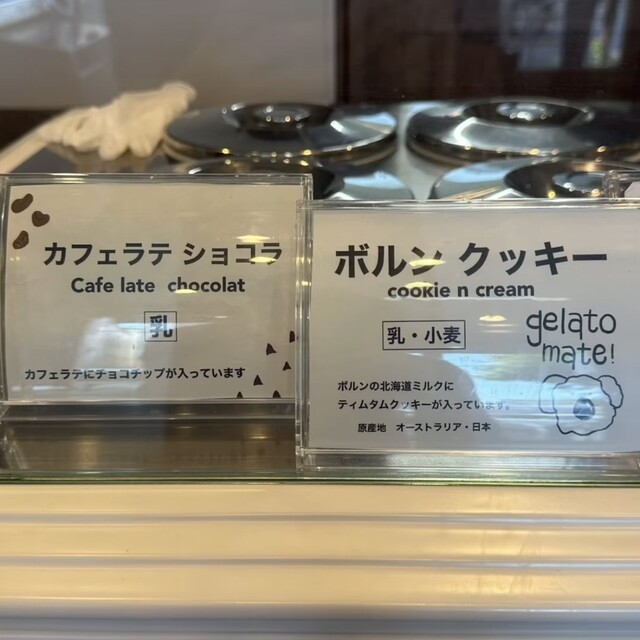 カフェラテ ショコラ
Cafe late chocolat
乳
カフェラテにチョコチップが入っています
ボルン クッキー
cookie n cream
乳・小麦
gelato
mate!
ボルンの北海道ミルクに
ティムタムクッキーが入っています。
原産地 オーストラリア・日本